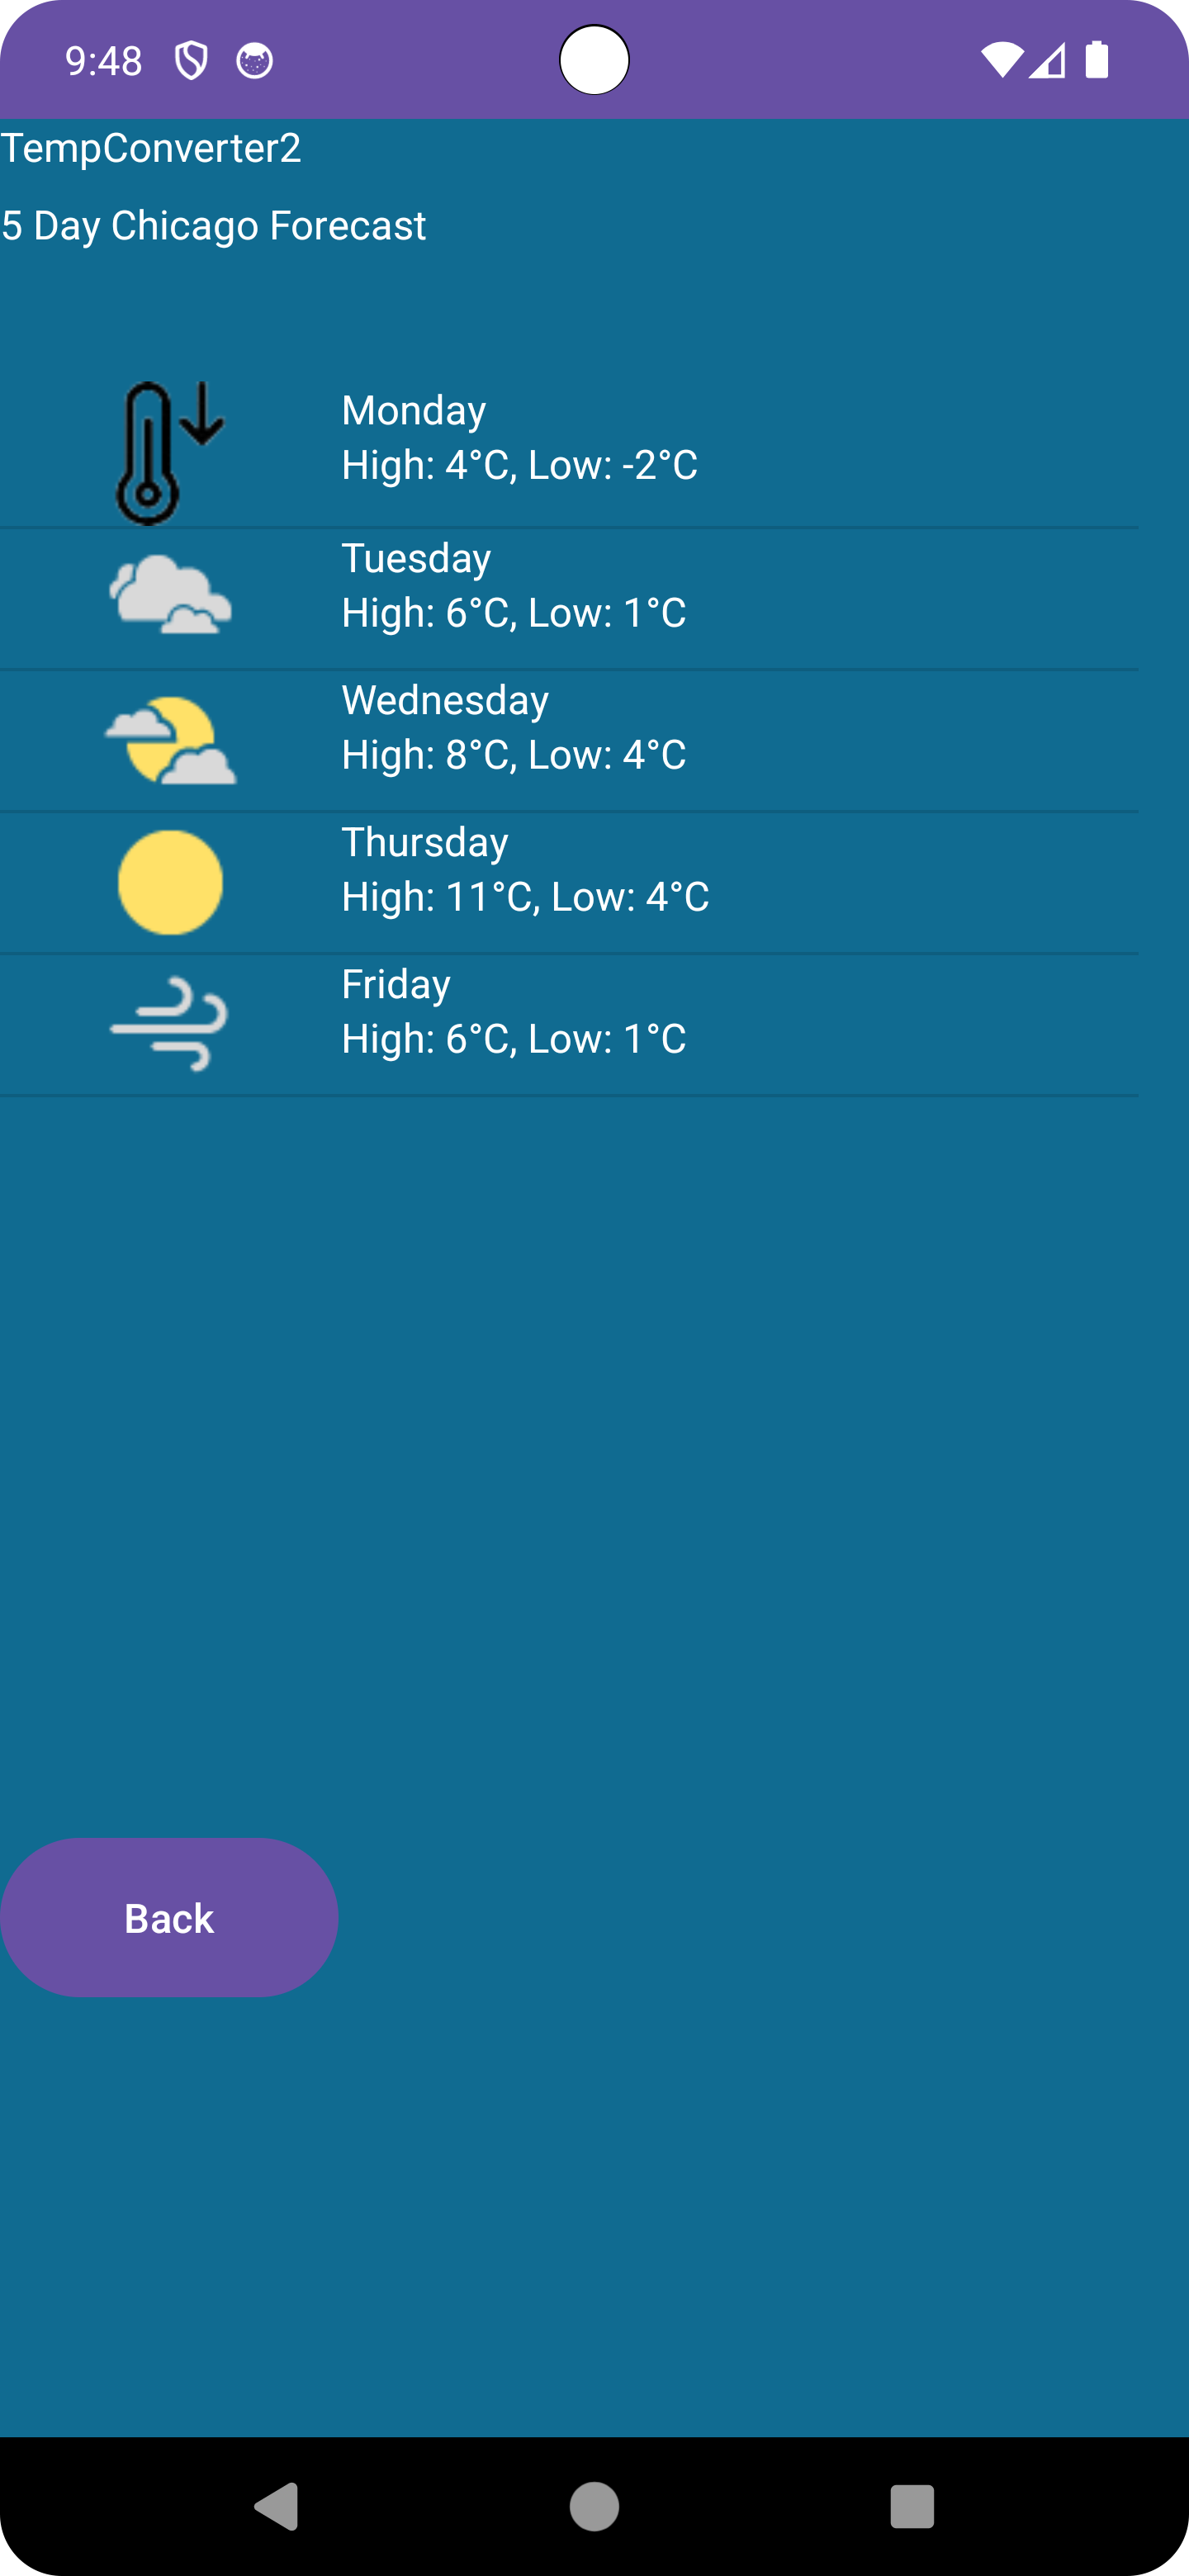 9:48
TempConverter2
5 Day Chicago Forecast
Monday
High: 4°C, Low: -2°C
Tuesday
High: 6°C, Low: 1°C
Wednesday
High: 8°C, Low: 4°C
Thursday
High: 11°C, Low: 4°C
Friday
High: 6°C, Low: 1°C
Back